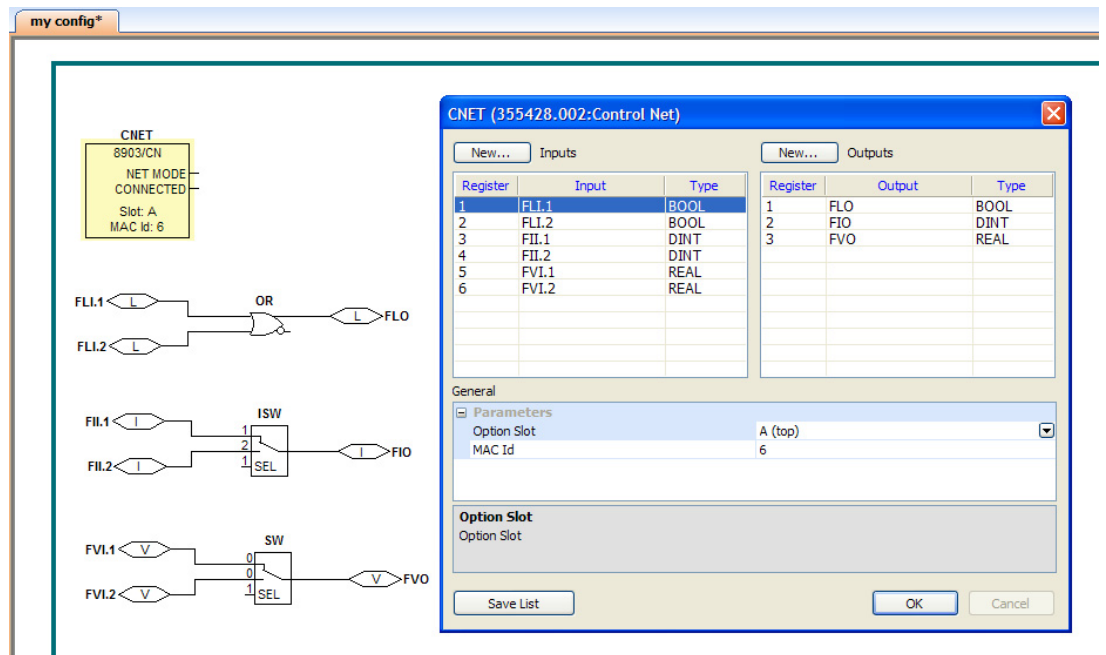 my config*
CNET
8903/CN
NET MODE
CONNECTED
Slot: A
MAC Id: 6
FLI.1 L
OR
L FLO
FLI.2 L
FII.1 I
ISW
1
2
1 SEL
I FIO
FII.2 I
FVI.1 V
SW
0
0
1 SEL
V FVO
FVI.2 V
CNET (355428.002:Control Net)
New... Inputs
New... Outputs
Register Input Type
1 FLI.1 BOOL
2 FLI.2 BOOL
3 FII.1 DINT
4 FII.2 DINT
5 FVI.1 REAL
6 FVI.2 REAL
Register Output Type
1 FLO BOOL
2 FIO DINT
3 FVO REAL
General
Parameters
Option Slot A (top)
MAC Id 6
Option Slot
Option Slot
Save List OK Cancel